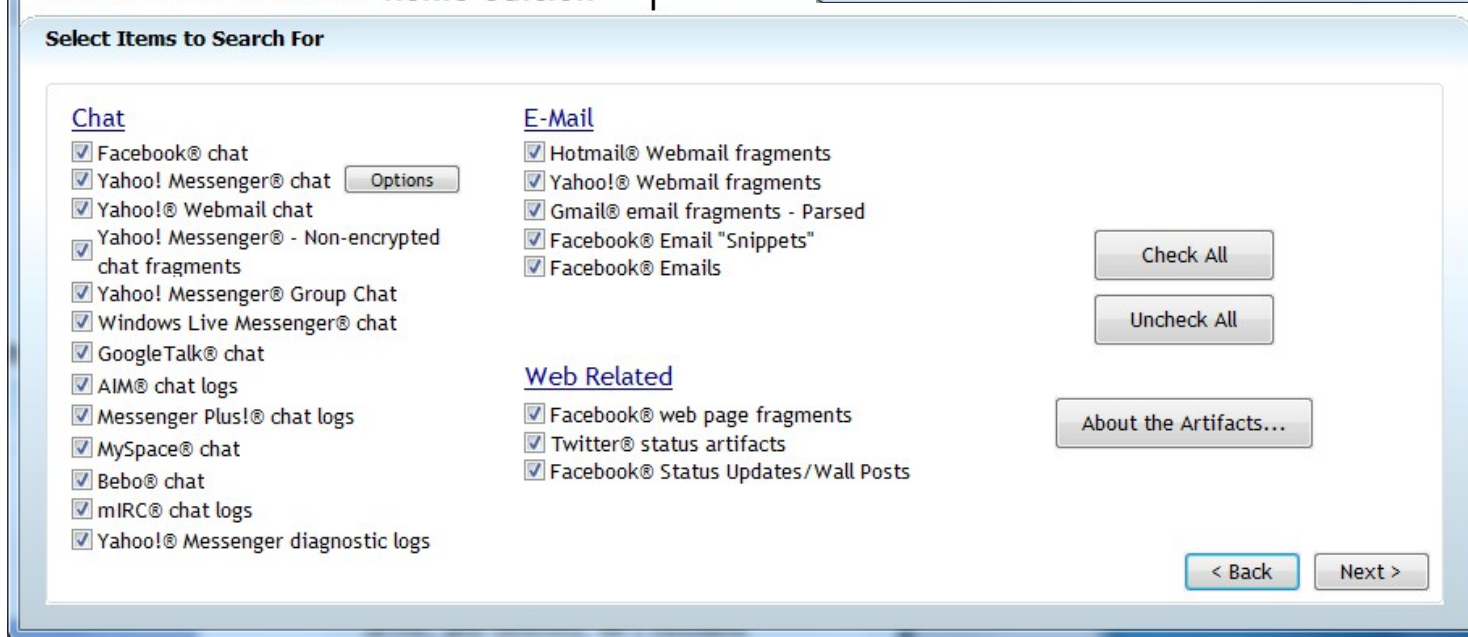 Select Items to Search For
Chat
Facebook® chat
Yahoo! Messenger® chat Options
Yahoo!® Webmail chat
Yahoo! Messenger® - Non-encrypted
chat fragments
Yahoo! Messenger® Group Chat
Windows Live Messenger® chat
GoogleTalk® chat
AIM® chat logs
Messenger Plus!® chat logs
MySpace® chat
Bebo® chat
mIRC® chat logs
Yahoo!® Messenger diagnostic logs
E-Mail
Hotmail® Webmail fragments
Yahoo!® Webmail fragments
Gmail® email fragments - Parsed
Facebook® Email "Snippets"
Facebook® Emails
Web Related
Facebook® web page fragments
Twitter® status artifacts
Facebook® Status Updates/Wall Posts
Check All
Uncheck All
About the Artifacts...
< Back Next >